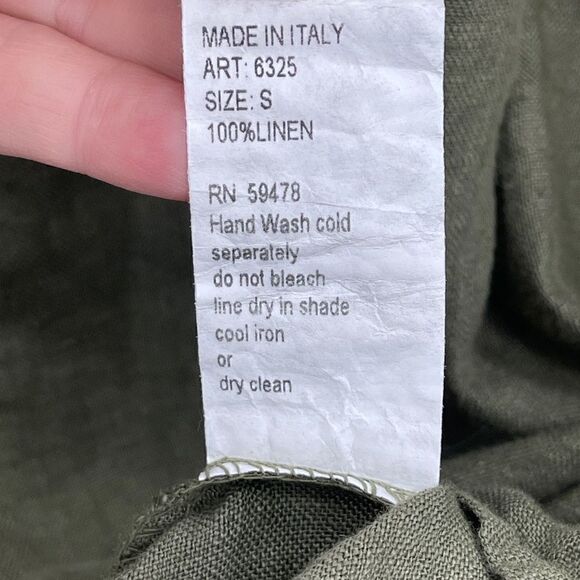 MADE IN ITALY
ART: 6325
SIZE: S
100%LINEN
RN 59478
Hand Wash cold
separately
do not bleach
line dry in shade
cool iron
or
dry clean